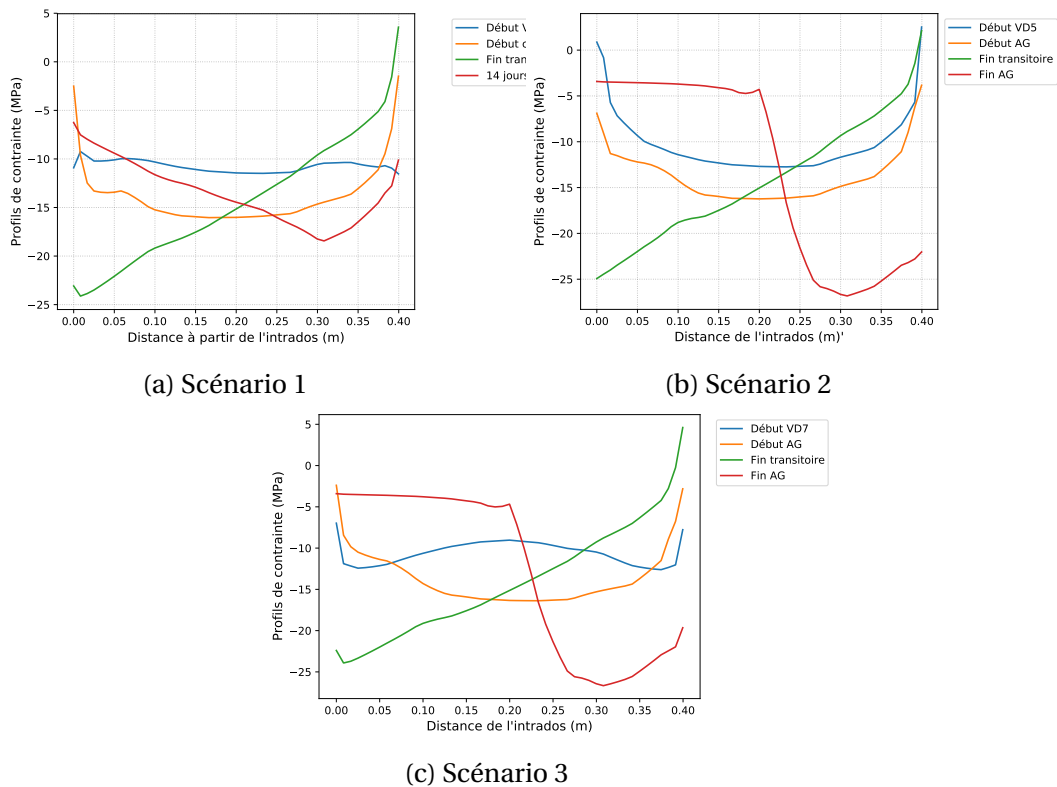 5
0
−5
−10
−15
−20
−25
Profils de contrainte (MPa)
0.00 0.05 0.10 0.15 0.20 0.25 0.30 0.35 0.40
Distance à partir de l'intrados (m)
Début V
Début
Fin tran
14 jours
(a) Scénario 1
0
−5
−10
−15
−20
−25
Profils de contrainte (MPa)
0.00 0.05 0.10 0.15 0.20 0.25 0.30 0.35 0.40
Distance de l'intrados (m)'
Début VD5
Début AG
Fin transitoire
Fin AG
(b) Scénario 2
5
0
−5
−10
−15
−20
−25
Profils de contrainte (MPa)
0.00 0.05 0.10 0.15 0.20 0.25 0.30 0.35 0.40
Distance de l'intrados (m)
Début VD7
Début AG
Fin transitoire
Fin AG
(c) Scénario 3